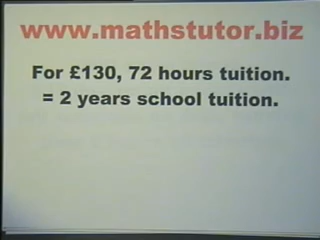 www.mathstutor.biz
For £130, 72 hours tuition.
= 2 years school tuition.